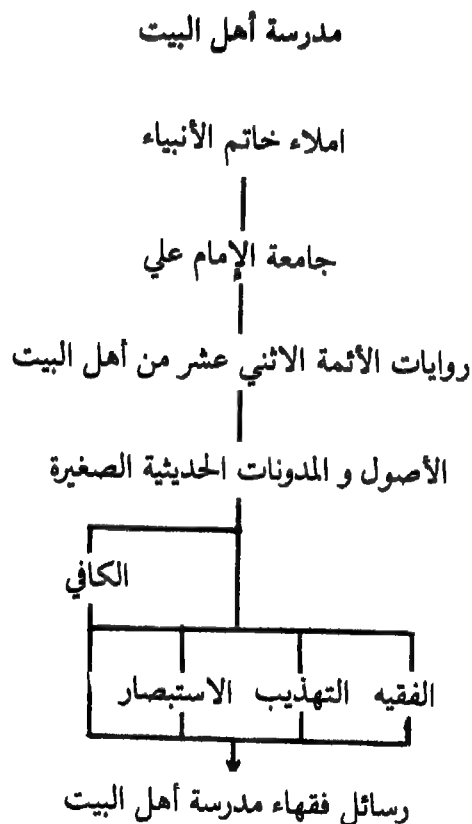 مدرسة أهل البيت
املاء خاتم الأنبياء
جامعة الإمام علي
روايات الأئمة الاثني عشر من أهل البيت
الأصول و المدونات الحديثية الصغيرة
الكافي
الفقيه التهذيب الاستبصار
رسائل فقهاء مدرسة أهل البيت